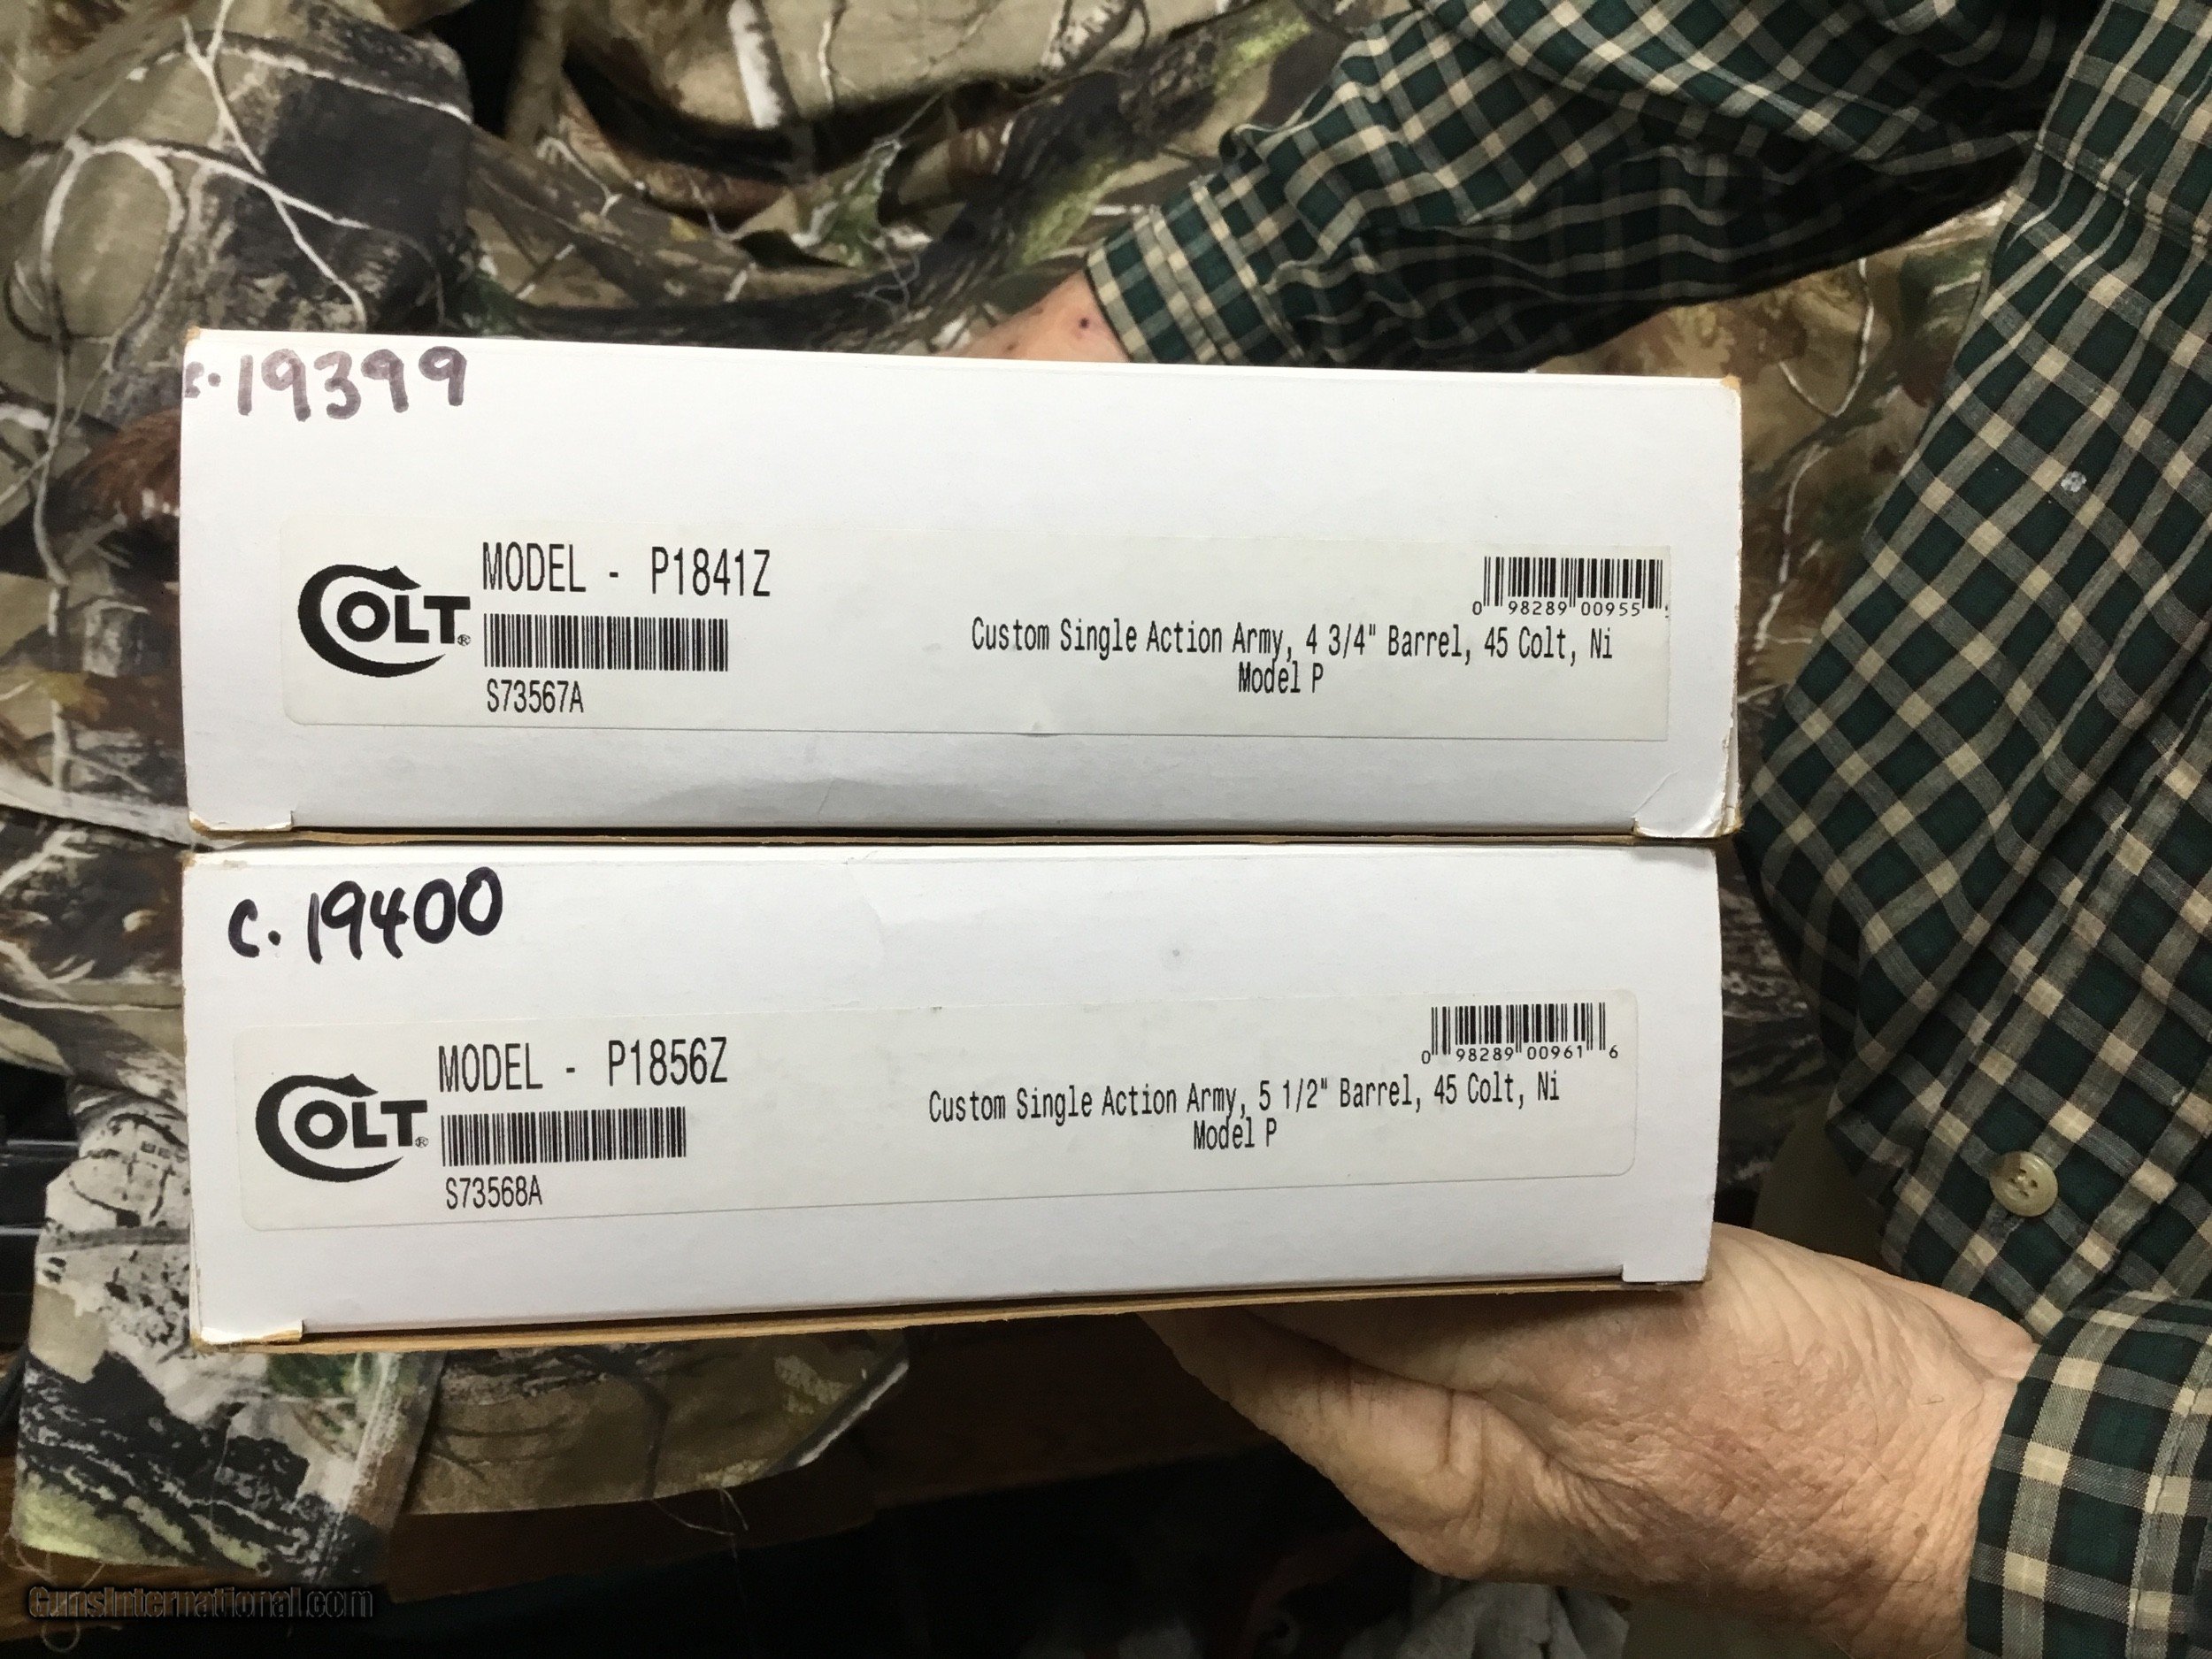 c. 19399
COLT®
MODEL - P1841Z
S73567A
0 98289 00955
Custom Single Action Army, 4 3/4" Barrel, 45 Colt, Ni
Model P
c. 19400
COLT®
MODEL - P1856Z
S73568A
0 98289 00961 6
Custom Single Action Army, 5 1/2" Barrel, 45 Colt, Ni
Model P
GunsInternational.com